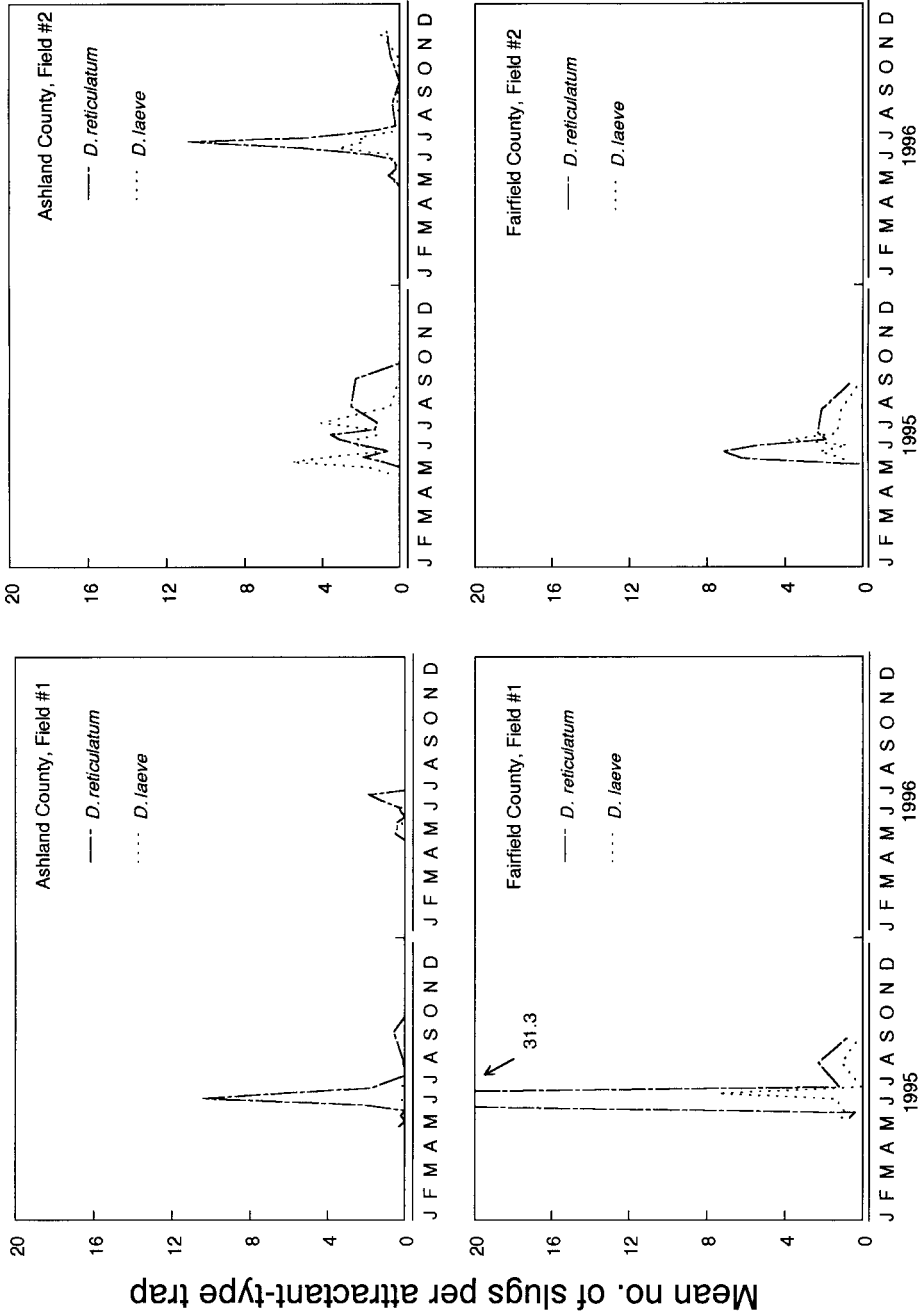 Mean no. of slugs per attractant-type trap
Ashland County, Field #1
D. reticulatum
D. laeve
20
16
12
8
4
0
J F M A M J J A S O N D
J F M A M J J A S O N D
Ashland County, Field #2
D. reticulatum
D. laeve
20
16
12
8
4
0
J F M A M J J A S O N D
J F M A M J J A S O N D
Fairfield County, Field #1
D. reticulatum
D. laeve
31.3
20
16
12
8
4
0
J F M A M J J A S O N D
J F M A M J J A S O N D
1995
1996
Fairfield County, Field #2
D. reticulatum
D. laeve
20
16
12
8
4
0
J F M A M J J A S O N D
J F M A M J J A S O N D
1995
1996